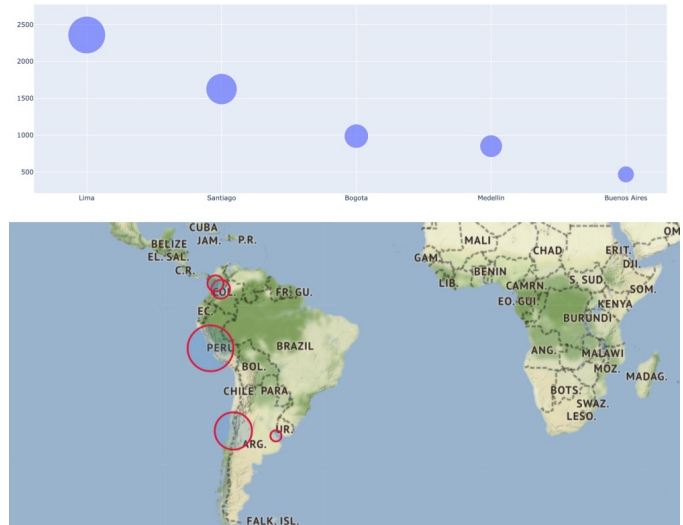 2500
2000
1500
1000
500
Lima Santiago Bogota Medellin Buenos Aires
CUBA
BELIZE JAM. P.R.
EL. SAL.
C.R.
COL. FR. GU.
EC.
PERU BRAZIL
BOL.
CHILE PARA.
UR.
ARG.
FALK. ISL.
OM
MALI CHAD ERIT.
GAM. DJI.
BENIN S. SUD.
LIB. CAMRN. SOM.
EQ. GUI. KENYA
BURUNDI
ANG. MALAWI
MOZ. MADAG.
BOTS.
SWAZ.
LESO.